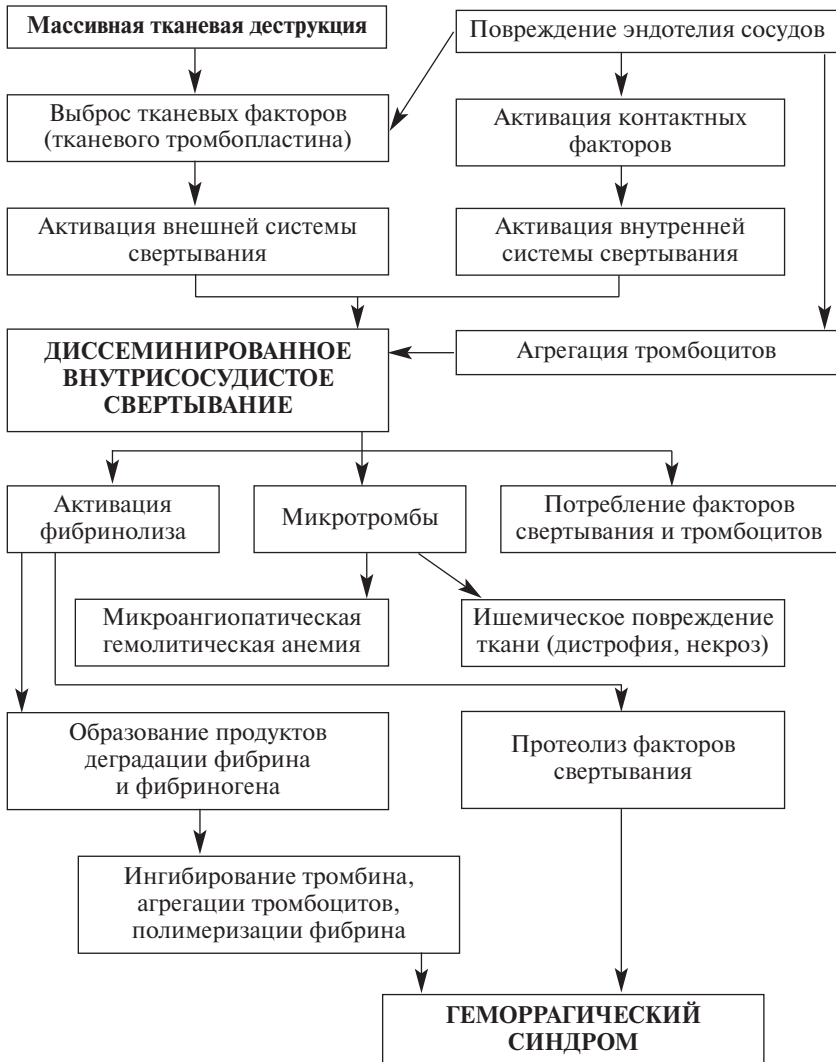 Массивная тканевая деструкция
Повреждение эндотелия сосудов
Выброс тканевых факторов
(тканевого тромбопластина)
Активация контактных
факторов
Активация внешней системы
свертывания
Активация внутренней
системы свертывания
ДИССЕМИНИРОВАННОЕ
ВНУТРИСОСУДИСТОЕ
СВЕРТЫВАНИЕ
Агрегация тромбоцитов
Активация
фибринолиза
Микротромбы
Потребление факторов
свертывания и тромбоцитов
Микроангиопатическая
гемолитическая анемия
Ишемическое повреждение
ткани (дистрофия, некроз)
Образование продуктов
деградации фибрина
и фибриногена
Протеолиз факторов
свертывания
Ингибирование тромбина,
агрегации тромбоцитов,
полимеризации фибрина
ГЕМОРРАГИЧЕСКИЙ
СИНДРОМ